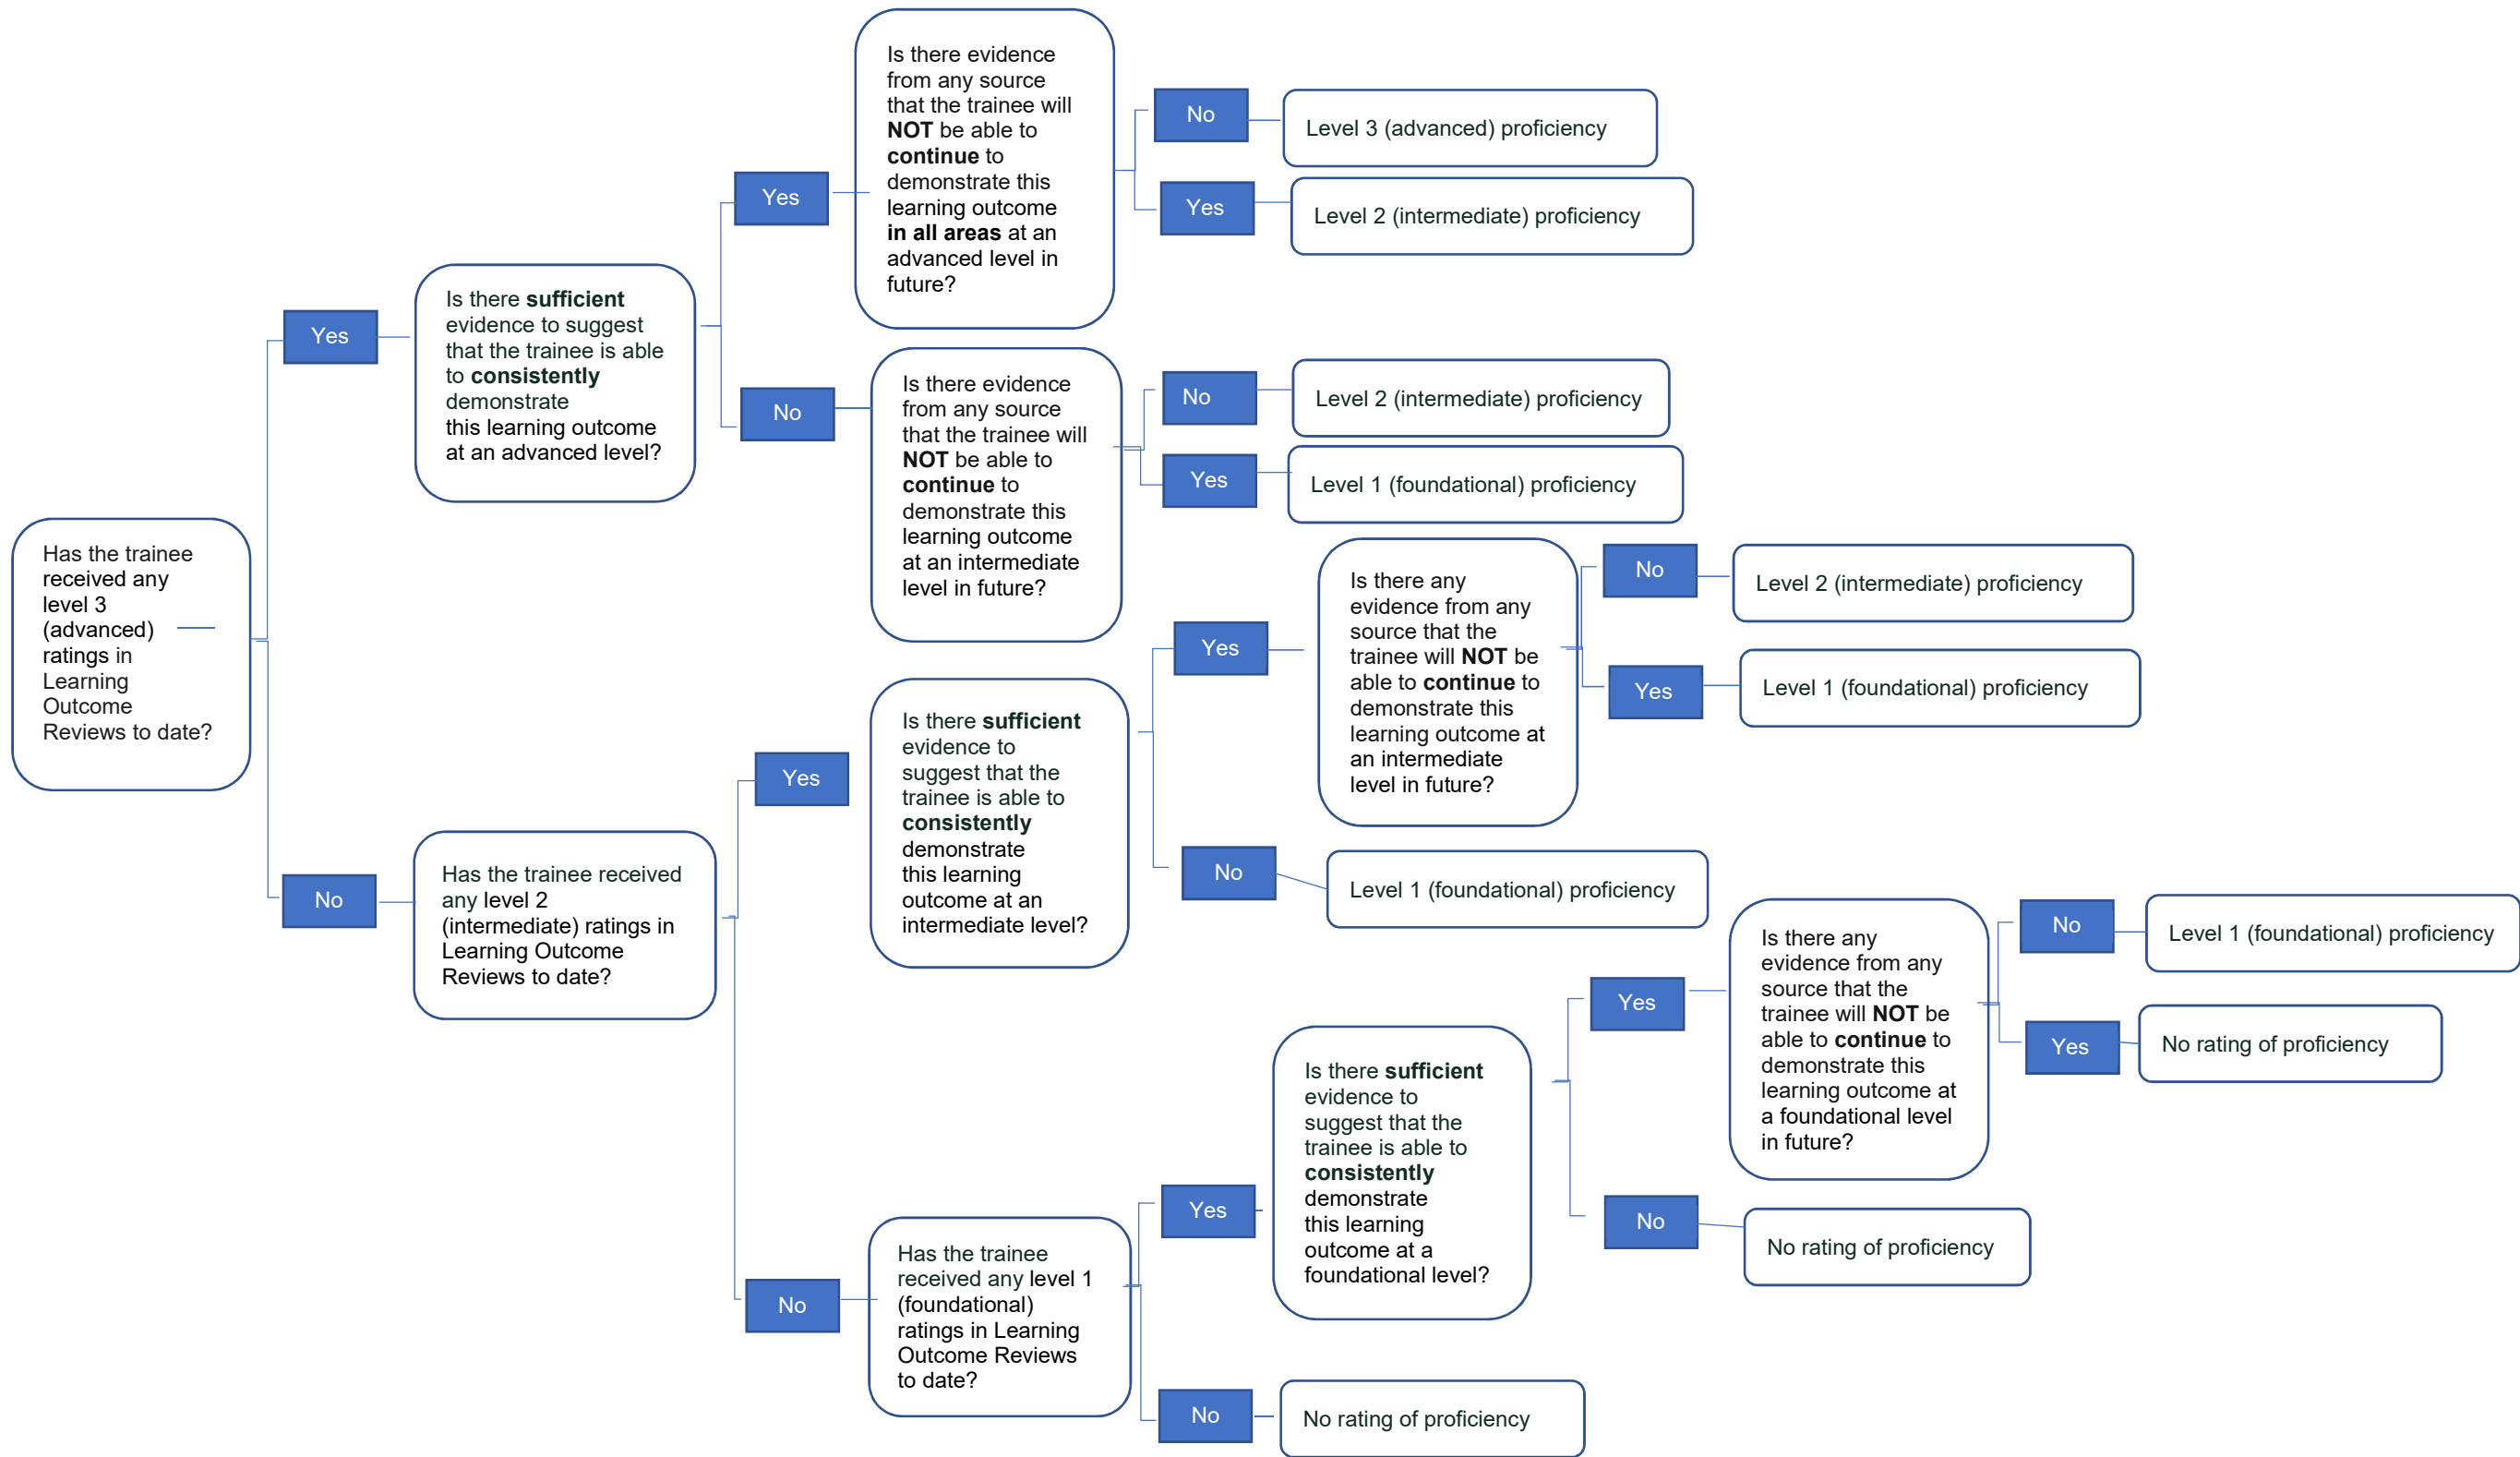 Has the trainee
received any
level 3
(advanced)
ratings in
Learning
Outcome
Reviews to date?
Yes
Is there sufficient
evidence to suggest
that the trainee is able
to consistently
demonstrate
this learning outcome
at an advanced level?
Yes
Is there evidence
from any source
that the trainee will
NOT be able to
continue to
demonstrate this
learning outcome
in all areas at an
advanced level in
future?
No
Level 3 (advanced) proficiency
Yes
Level 2 (intermediate) proficiency
No
Is there evidence
from any source
that the trainee will
NOT be able to
continue to
demonstrate this
learning outcome
at an intermediate
level in future?
No
Level 2 (intermediate) proficiency
Yes
Level 1 (foundational) proficiency
No
Has the trainee received
any level 2
(intermediate) ratings in
Learning Outcome
Reviews to date?
Yes
Is there sufficient
evidence to
suggest that the
trainee is able to
consistently
demonstrate
this learning
outcome at an
intermediate level?
Yes
Is there any
evidence from any
source that the
trainee will NOT be
able to continue to
demonstrate this
learning outcome at
an intermediate
level in future?
No
Level 2 (intermediate) proficiency
Yes
Level 1 (foundational) proficiency
No
Level 1 (foundational) proficiency
No
Has the trainee
received any level 1
(foundational)
ratings in Learning
Outcome Reviews
to date?
Yes
Is there sufficient
evidence to
suggest that the
trainee is able to
consistently
demonstrate
this learning
outcome at a
foundational level?
Yes
Is there any
evidence from any
source that the
trainee will NOT be
able to continue to
demonstrate this
learning outcome at
a foundational level
in future?
No
Level 1 (foundational) proficiency
Yes
No rating of proficiency
No
No rating of proficiency
No
No rating of proficiency